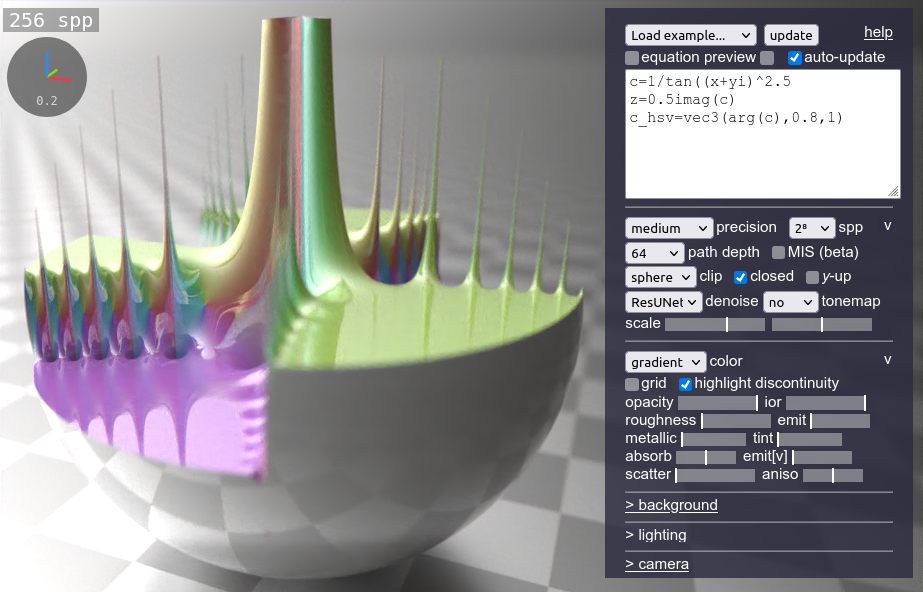 256 spp
0.2
Load example... update help
equation preview auto-update
c=1/tan((x+yi)^2.5
z=0.5imag(c)
c_hsv=vec3(arg(c),0.8,1)
medium precision 2⁸ spp v
64 path depth MIS (beta)
sphere clip closed y-up
ResUNet denoise no tonemap
scale
gradient color v
grid highlight discontinuity
opacity ior
roughness emit
metallic tint
absorb emit[v]
scatter aniso
> background
> lighting
> camera